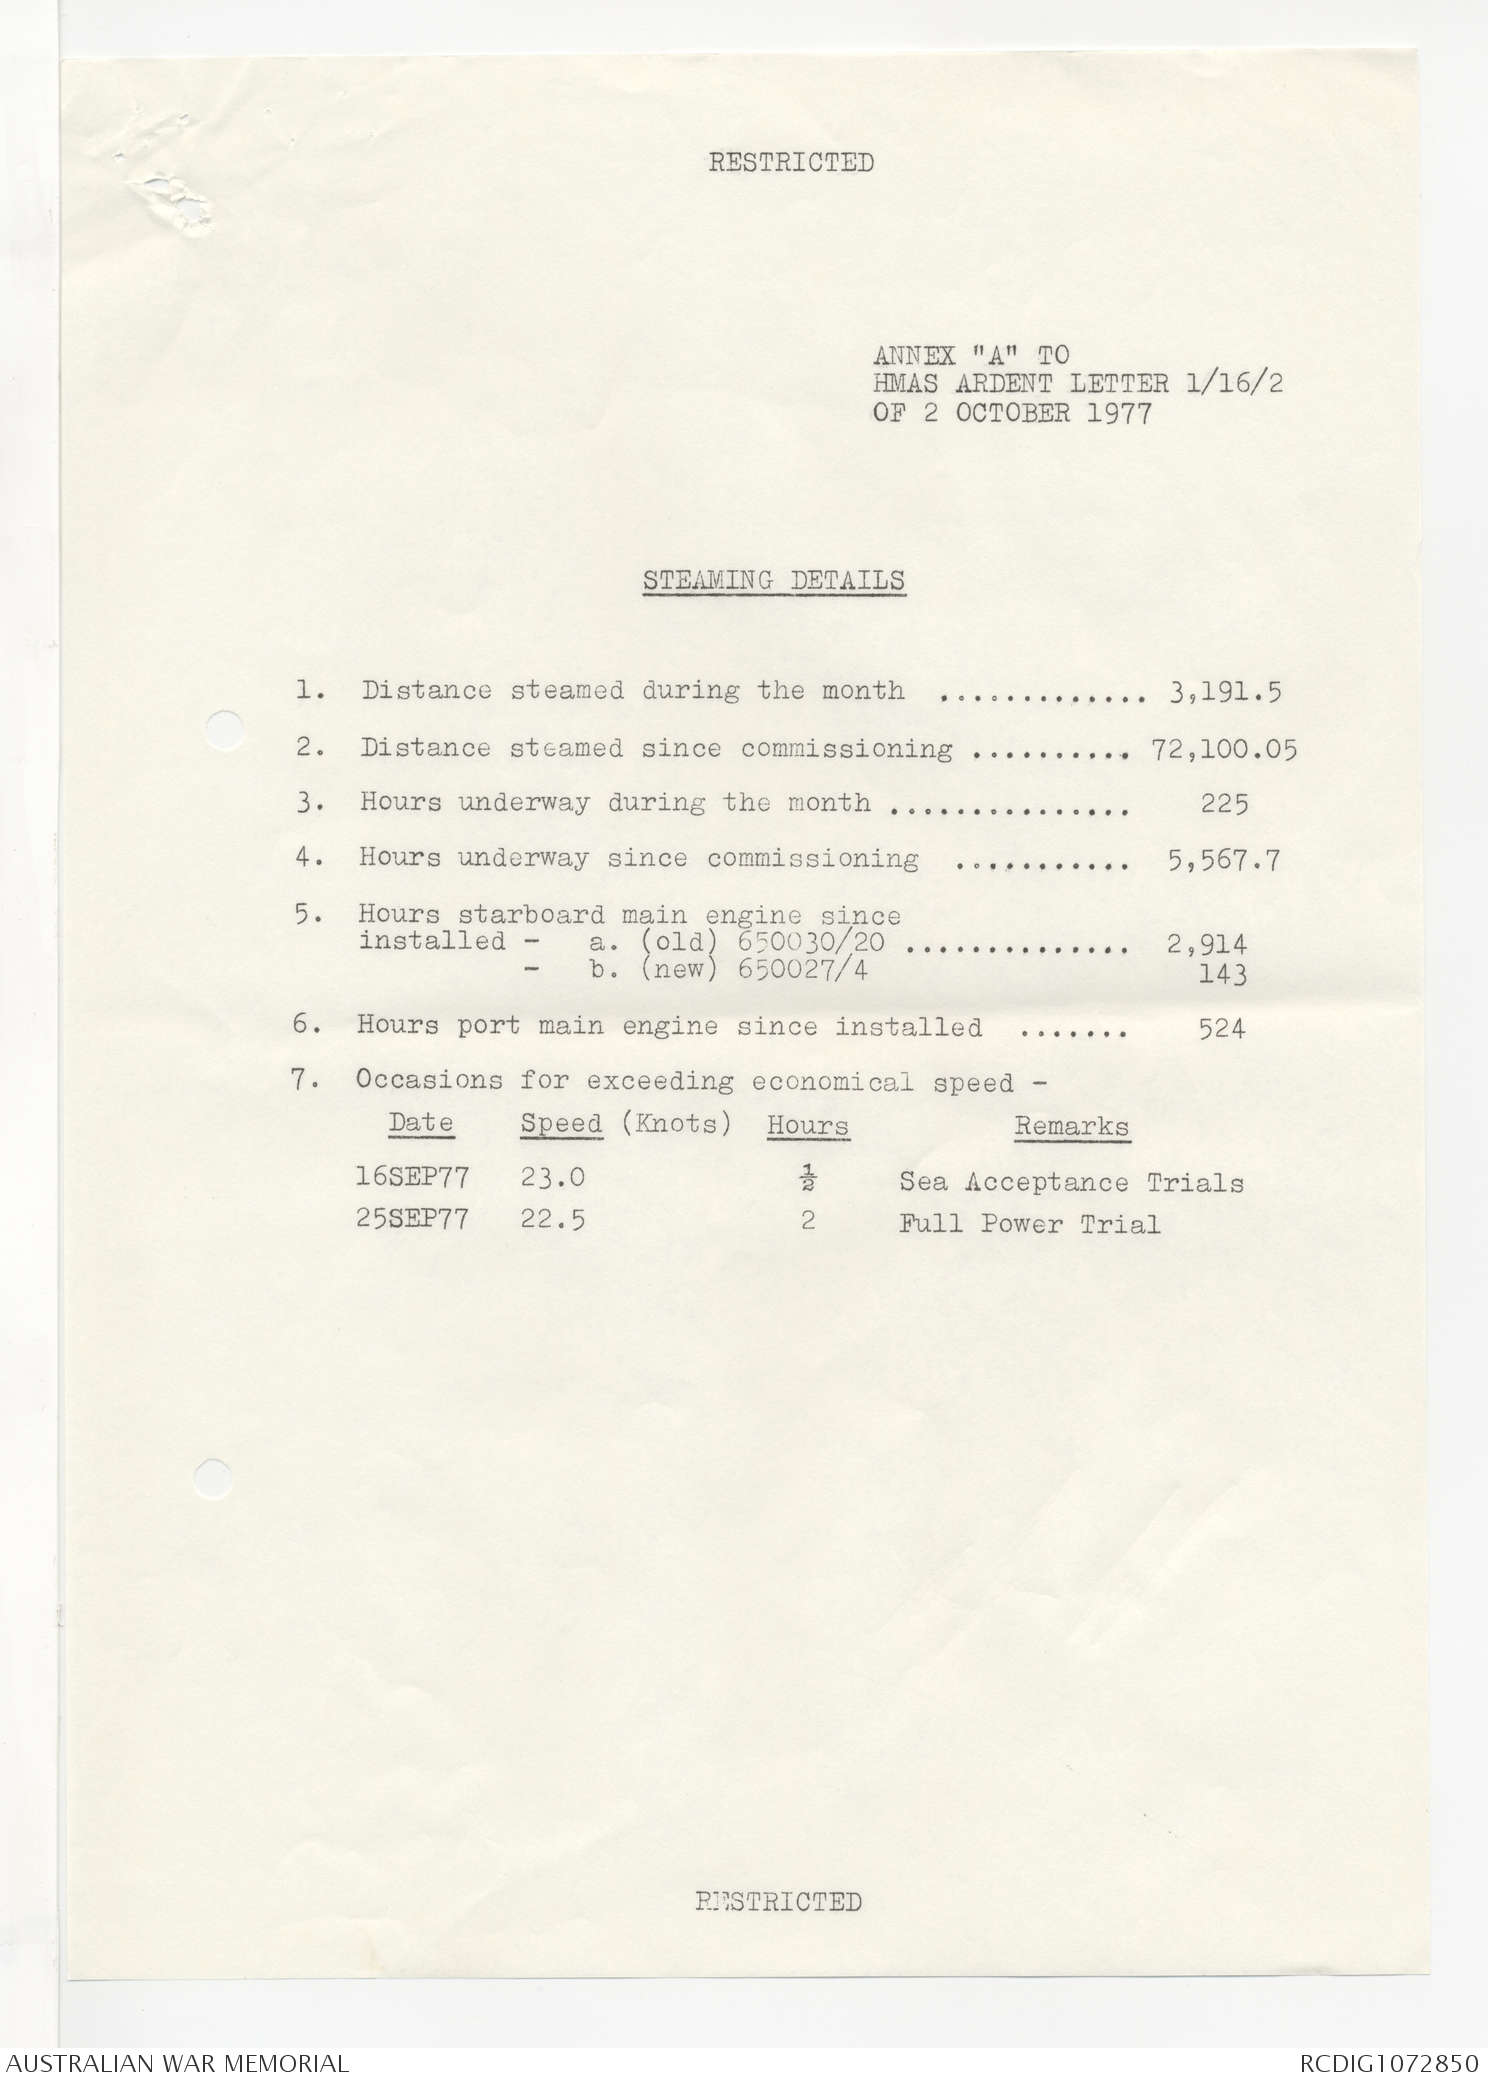 RESTRICTED
ANNEX "A" TO
HMAS ARDENT LETTER 1/16/2
OF 2 OCTOBER 1977
STEAMING DETAILS
1. Distance steamed during the month ............. 3,191.5
2. Distance steamed since commissioning .......... 72,100.05
3. Hours underway during the month ............... 225
4. Hours underway since commissioning ........... 5,567.7
5. Hours starboard main engine since
installed - a. (old) 650030/20 .............. 2,914
- b. (new) 650027/4 143
6. Hours port main engine since installed ....... 524
7. Occasions for exceeding economical speed -
Date Speed (Knots) Hours Remarks
16SEP77 23.0 ½ Sea Acceptance Trials
25SEP77 22.5 2 Full Power Trial
RESTRICTED
AUSTRALIAN WAR MEMORIAL RCDIG1072850